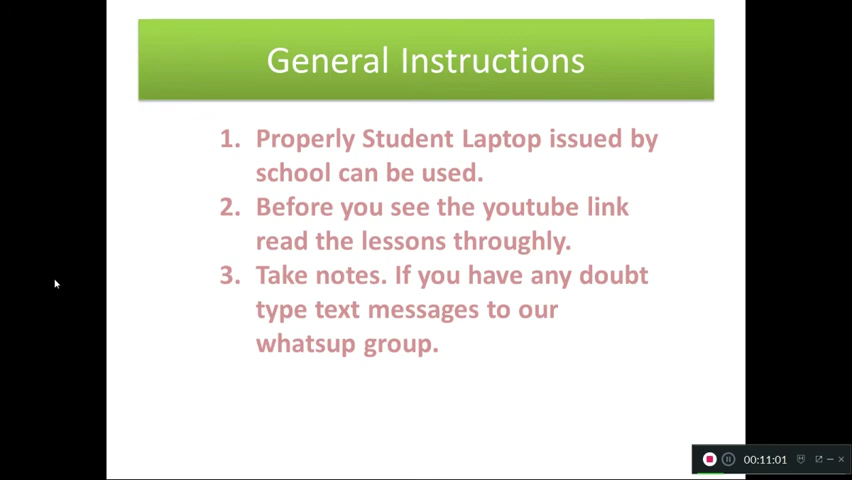 General Instructions
1. Properly Student Laptop issued by
school can be used.
2. Before you see the youtube link
read the lessons throughly.
3. Take notes. If you have any doubt
type text messages to our
whatsup group.
00:11:01